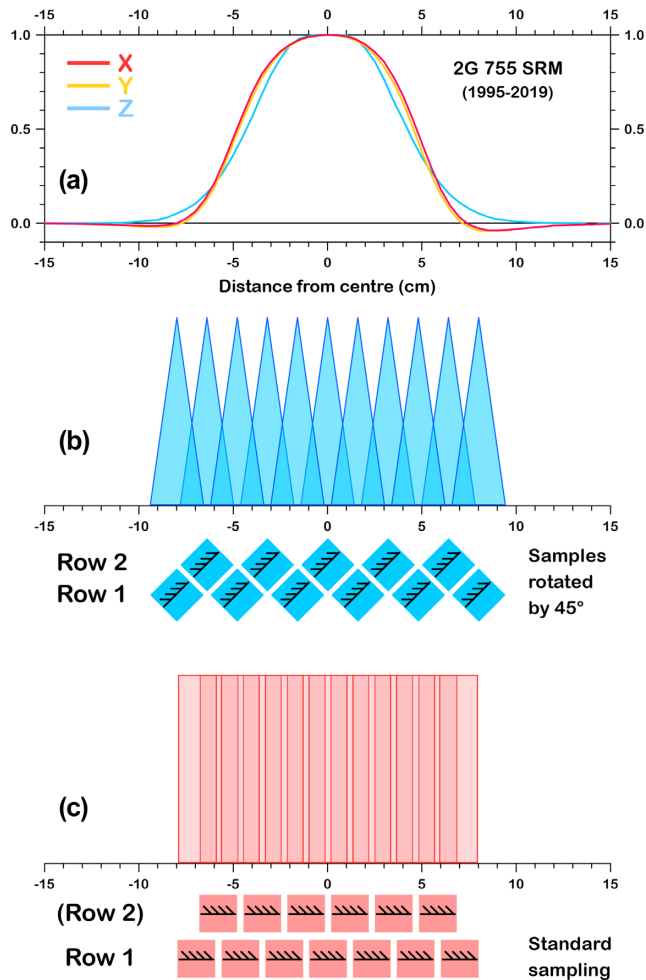 -15 -10 -5 0 5 10 15
1.0 1.0
X
Y
Z
2G 755 SRM
(1995-2019)
0.5 0.5
(a)
0.0 0.0
-15 -10 -5 0 5 10 15
Distance from centre (cm)
(b)
-15 -10 -5 0 5 10 15
Row 2
Row 1
Samples
rotated
by 45°
(c)
-15 -10 -5 0 5 10 15
(Row 2)
Row 1
Standard
sampling